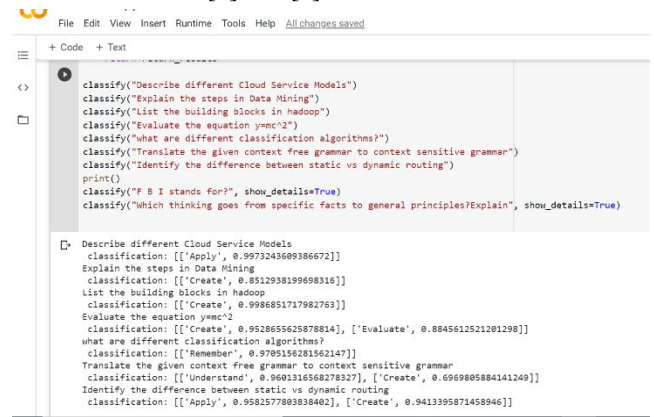 File Edit View Insert Runtime Tools Help All changes saved
+ Code + Text
classify("Describe different Cloud Service Models")
classify("Explain the steps in Data Mining")
classify("List the building blocks in hadoop")
classify("Evaluate the equation y=mc^2")
classify("what are different classification algorithms?")
classify("Translate the given context free grammar to context sensitive grammar")
classify("Identify the difference between static vs dynamic routing")
print()
classify("F B I stands for?", show_details=True)
classify("Which thinking goes from specific facts to general principles?Explain", show_details=True)
Describe different Cloud Service Models
classification: [['Apply', 0.9973243609386672]]
Explain the steps in Data Mining
classification: [['Create', 0.8512938199698316]]
List the building blocks in hadoop
classification: [['Create', 0.9986851717982763]]
Evaluate the equation y=mc^2
classification: [['Create', 0.9528655625878814], ['Evaluate', 0.8845612521201298]]
what are different classification algorithms?
classification: [['Remember', 0.9705156281562147]]
Translate the given context free grammar to context sensitive grammar
classification: [['Understand', 0.9601316568278327], ['Create', 0.6969805884141249]]
Identify the difference between static vs dynamic routing
classification: [['Apply', 0.9582577803838402], ['Create', 0.9413395871458946]]